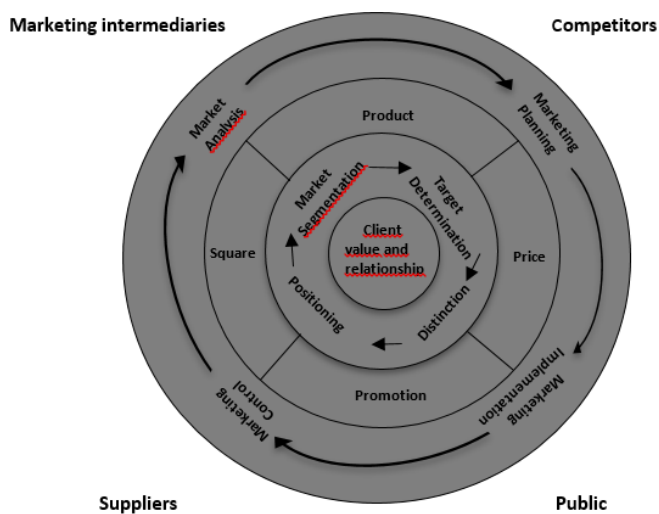 Marketing intermediaries
Competitors
Market
Analysis
Marketing
Planning
Product
Market
Segmentation
Target
Determination
Client
value and
relationship
Square
Price
Positioning
Distinction
Promotion
Marketing
Control
Marketing
Implementation
Suppliers
Public